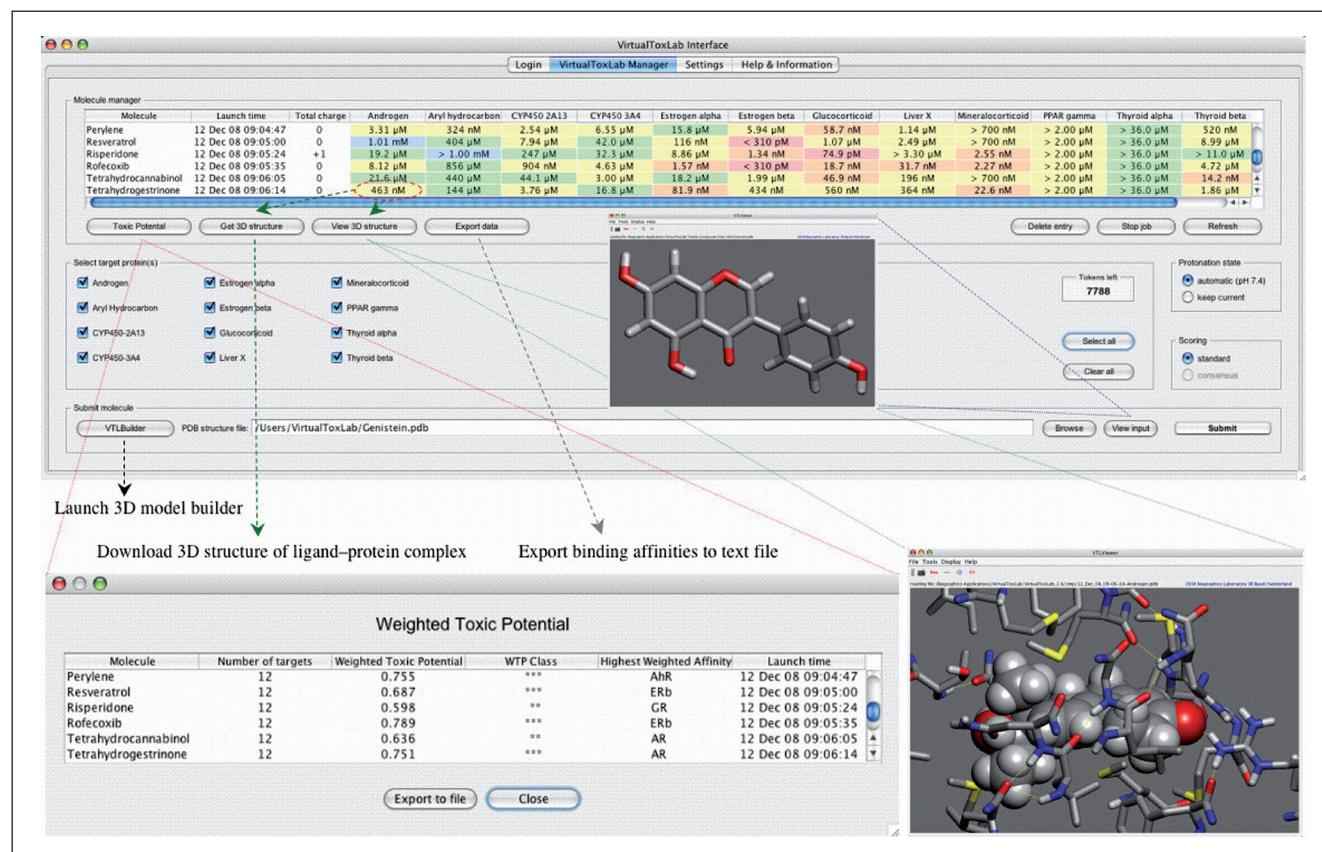 VirtualToxLab Interface
Login VirtualToxLab Manager Settings Help & Information
Molecule manager
Molecule Launch time Total charge Androgen Aryl hydrocarbon CYP450 2A13 CYP450 3A4 Estrogen alpha Estrogen beta Glucocorticoid Liver X Mineralocorticoid PPAR gamma Thyroid alpha Thyroid beta
Perylene 12 Dec 08 09:04:47 0 3.31 µM 324 nM 2.54 µM 6.55 µM 15.8 µM 5.94 µM 58.7 nM 1.14 µM > 700 nM > 2.00 µM > 36.0 µM 520 nM
Resveratrol 12 Dec 08 09:05:00 0 1.01 mM 404 µM 7.94 µM 42.0 µM 116 nM < 310 pM 1.07 µM 2.49 µM > 700 nM > 2.00 µM > 36.0 µM 8.99 µM
Risperidone 12 Dec 08 09:05:24 +1 19.2 µM > 1.00 mM 247 µM 32.3 µM 8.86 µM 1.34 nM 74.9 pM > 3.30 µM 2.55 nM > 2.00 µM > 36.0 µM > 11.0 µM
Rofecoxib 12 Dec 08 09:05:35 0 8.12 µM 856 µM 904 nM 4.63 µM 1.57 nM < 310 pM 18.7 nM 31.7 nM 2.27 nM > 2.00 µM > 36.0 µM 4.72 µM
Tetrahydrocannabinol 12 Dec 08 09:06:05 0 21.6 µM 440 µM 44.1 µM 3.00 µM 18.2 µM 1.99 µM 46.9 nM 196 nM > 700 nM > 2.00 µM > 36.0 µM 14.2 nM
Tetrahydrogestrinone 12 Dec 08 09:06:14 0 463 nM 144 µM 3.76 µM 16.8 µM 81.9 nM 434 nM 560 nM 364 nM 22.6 nM > 2.00 µM > 36.0 µM 1.86 µM
Toxic Potental Get 3D structure View 3D structure Export data Delete entry Stop job Refresh
VTLViewer
File Tools Display Help
Select target protein(s)
Androgen Estrogen alpha Mineralocorticoid
Aryl Hydrocarbon Estrogen beta PPAR gamma
CYP450-2A13 Glucocorticoid Thyroid alpha
CYP450-3A4 Liver X Thyroid beta
Tokens left
7788
Select all
Clear all
Protonation state
automatic (pH 7.4)
keep current
Scoring
standard
consensus
Submit molecule
VTLBuilder PDB structure file: /Users/VirtualToxLab/Genistein.pdb Browse View input Submit
Launch 3D model builder
Download 3D structure of ligand–protein complex
Export binding affinities to text file
Weighted Toxic Potential
Molecule Number of targets Weighted Toxic Potential WTP Class Highest Weighted Affinity Launch time
Perylene 12 0.755 *** AhR 12 Dec 08 09:04:47
Resveratrol 12 0.687 *** ERb 12 Dec 08 09:05:00
Risperidone 12 0.598 ** GR 12 Dec 08 09:05:24
Rofecoxib 12 0.789 *** ERb 12 Dec 08 09:05:35
Tetrahydrocannabinol 12 0.636 ** AR 12 Dec 08 09:06:05
Tetrahydrogestrinone 12 0.751 *** AR 12 Dec 08 09:06:14
Export to file Close
VTLViewer
File Tools Display Help